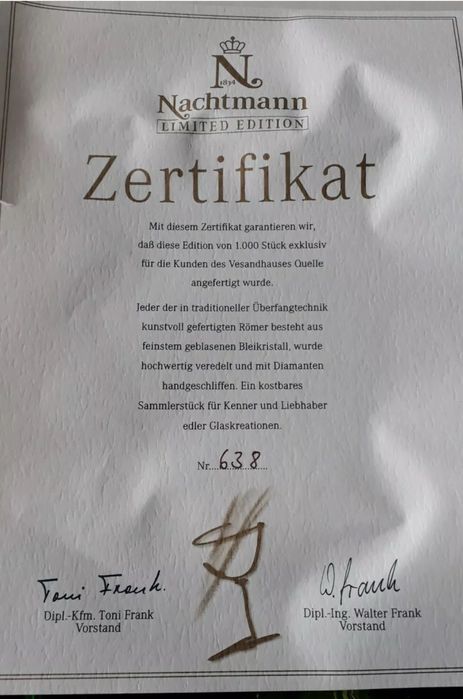 N
1834
Nachtmann
LIMITED EDITION
Zertifikat
Mit diesem Zertifikat garantieren wir,
daß diese Edition von 1.000 Stück exklusiv
für die Kunden des Vesandhauses Quelle
angefertigt wurde.
Jeder der in traditioneller Überfangtechnik
kunstvoll gefertigten Römer besteht aus
feinstem geblasenen Bleikristall, wurde
hochwertig veredelt und mit Diamanten
handgeschliffen. Ein kostbares
Sammlerstück für Kenner und Liebhaber
edler Glaskreationen.
Nr....638....
Toni Frank. W. Frank
Dipl.-Kfm. Toni Frank Dipl.-Ing. Walter Frank
Vorstand Vorstand